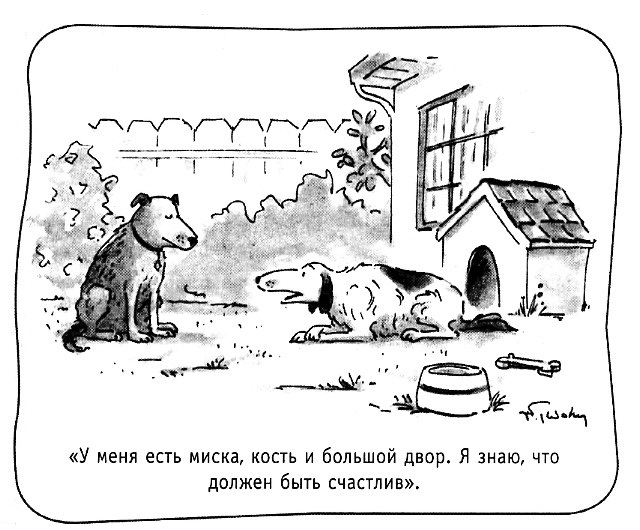 «У меня есть миска, кость и большой двор. Я знаю, что
должен быть счастлив».